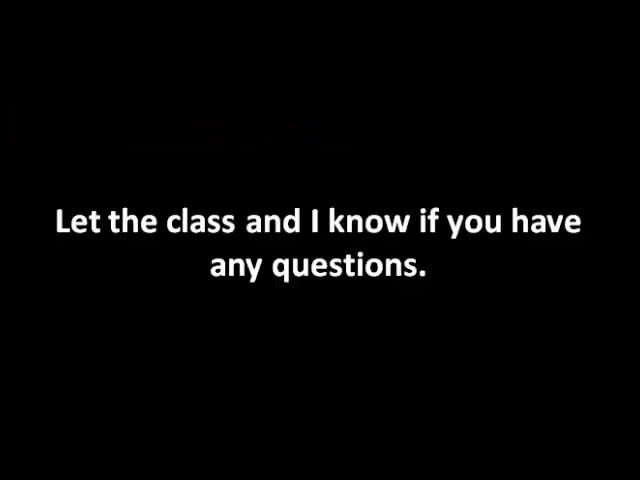 Let the class and I know if you have
any questions.